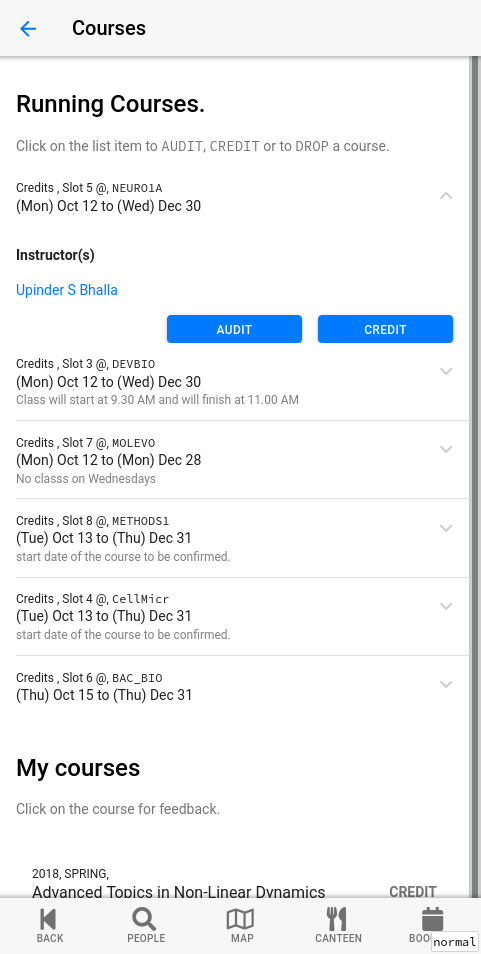 Courses
Running Courses.
Click on the list item to AUDIT, CREDIT or to DROP a course.
Credits , Slot 5 @, NEURO1A
(Mon) Oct 12 to (Wed) Dec 30
Instructor(s)
Upinder S Bhalla
AUDIT CREDIT
Credits , Slot 3 @, DEVBIO
(Mon) Oct 12 to (Wed) Dec 30
Class will start at 9.30 AM and will finish at 11.00 AM
Credits , Slot 7 @, MOLEVO
(Mon) Oct 12 to (Mon) Dec 28
No classs on Wednesdays
Credits , Slot 8 @, METHODS1
(Tue) Oct 13 to (Thu) Dec 31
start date of the course to be confirmed.
Credits , Slot 4 @, CellMicr
(Tue) Oct 13 to (Thu) Dec 31
start date of the course to be confirmed.
Credits , Slot 6 @, BAC_BIO
(Thu) Oct 15 to (Thu) Dec 31
My courses
Click on the course for feedback.
2018, SPRING,
Advanced Topics in Non-Linear Dynamics CREDIT
BACK PEOPLE MAP CANTEEN
normal